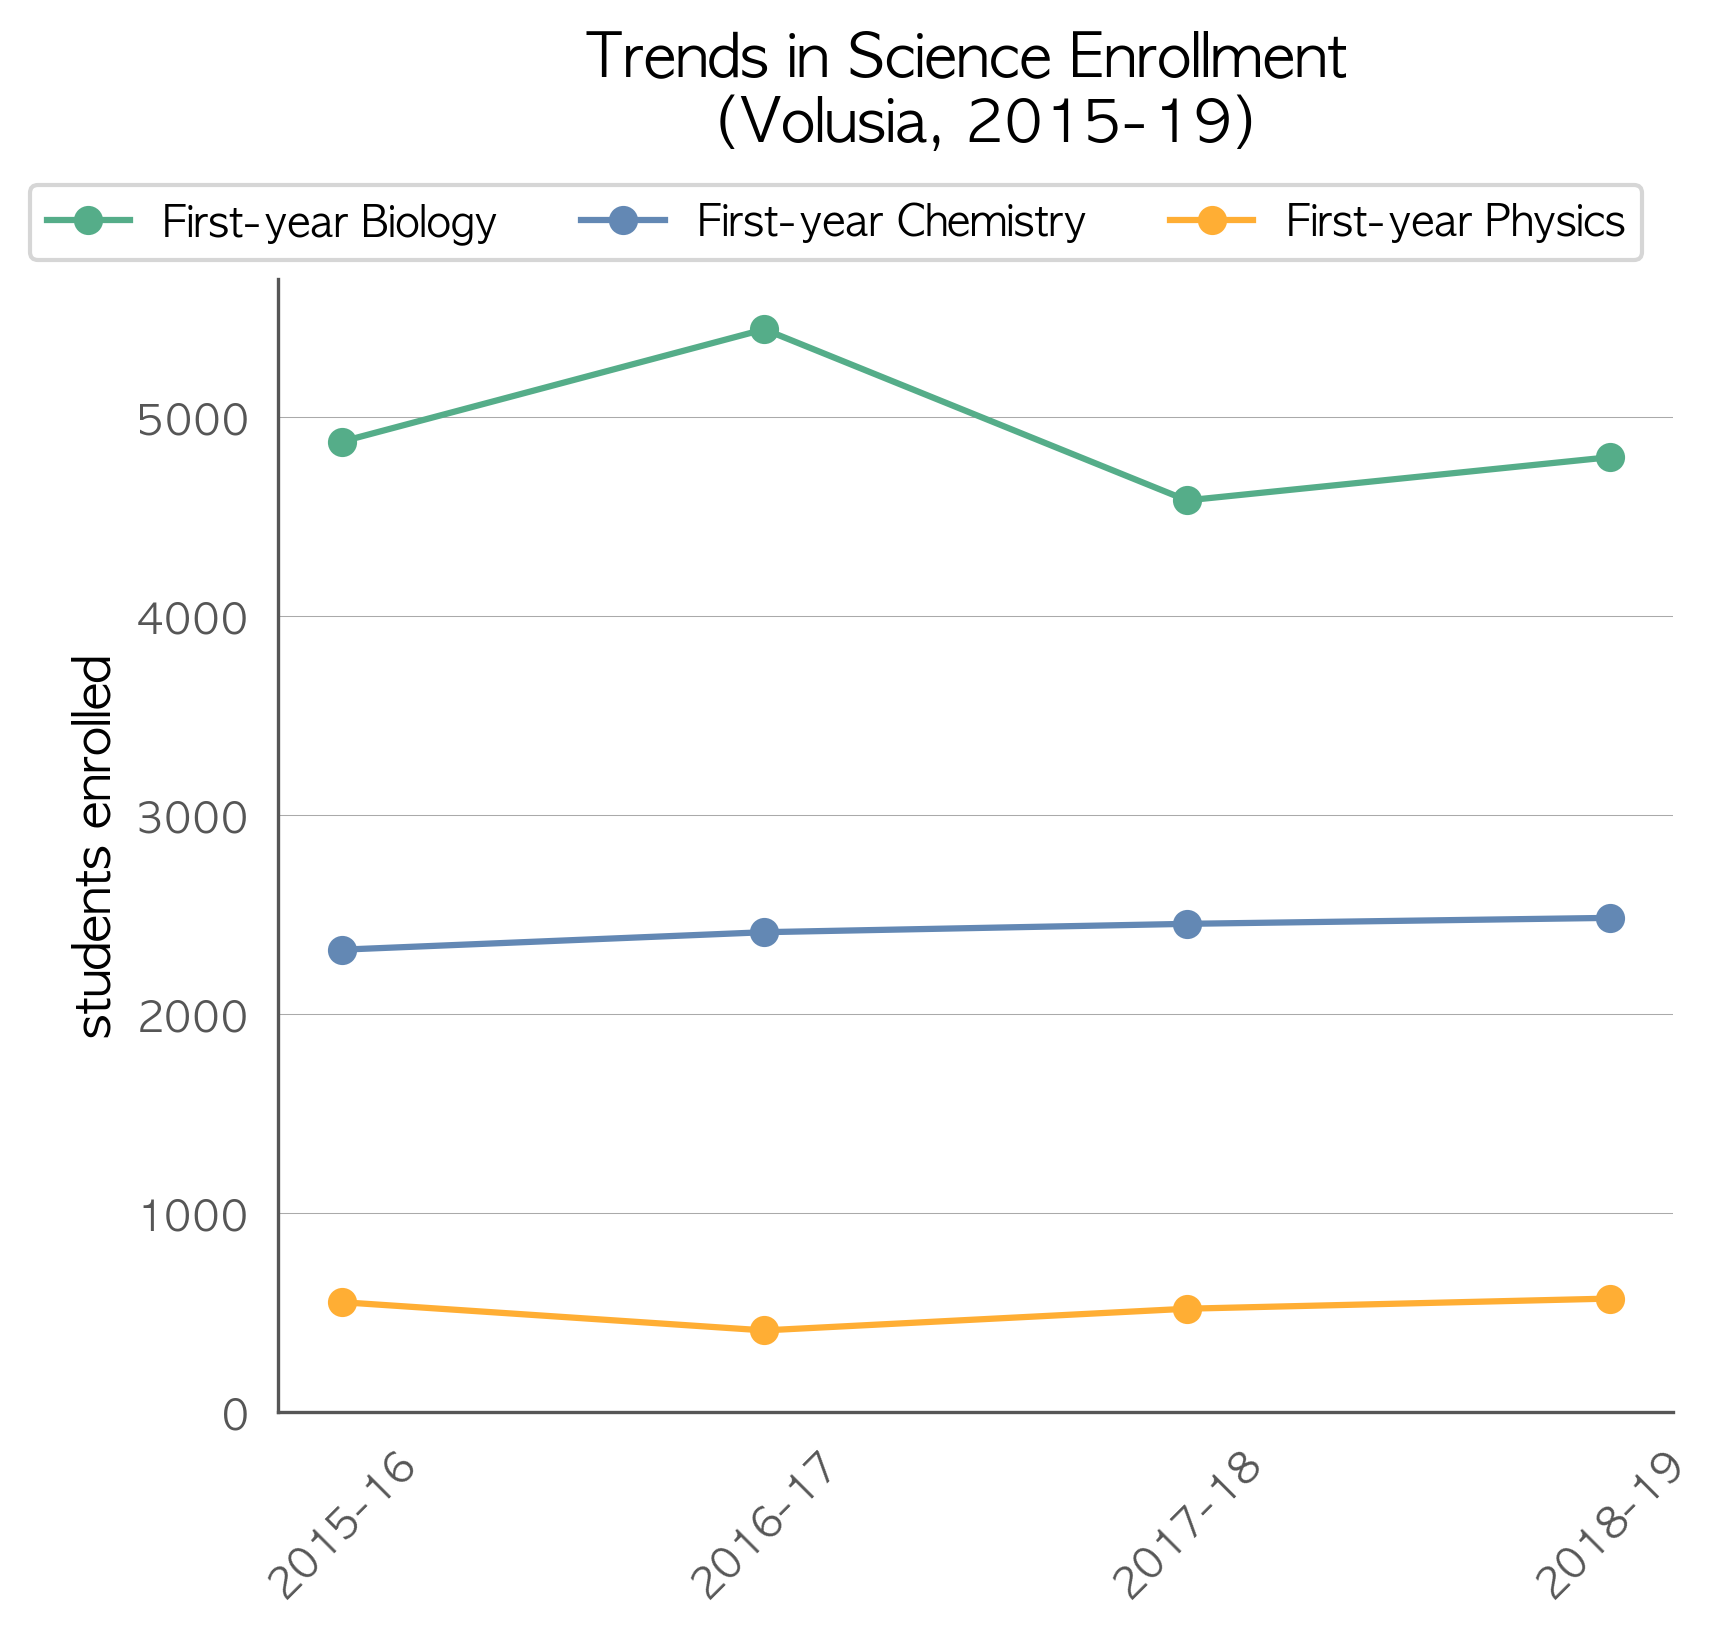 Trends in Science Enrollment
(Volusia, 2015-19)
First-year Biology First-year Chemistry First-year Physics
students enrolled
5000
4000
3000
2000
1000
0
2015-16 2016-17 2017-18 2018-19